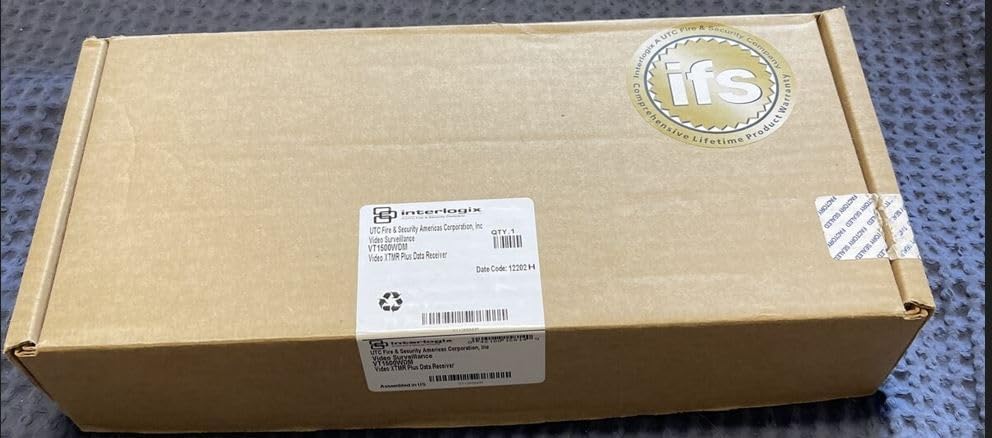 Interlogix A UTC Fire & Security Company
ifs
Comprehensive Lifetime Product Warranty
FACTORY SEALED
interlogix
UTC Fire & Security Americas Corporation, Inc
Video Surveillance
QTY.1
VT1500WDM
Video XTMR Plus Data Receiver
Date Code: 12202 H
interlogix
UTC Fire & Security Americas Corporation, Inc
Video Surveillance
VT1500WDM
Video XTMR Plus Data Receiver
Assembled in US